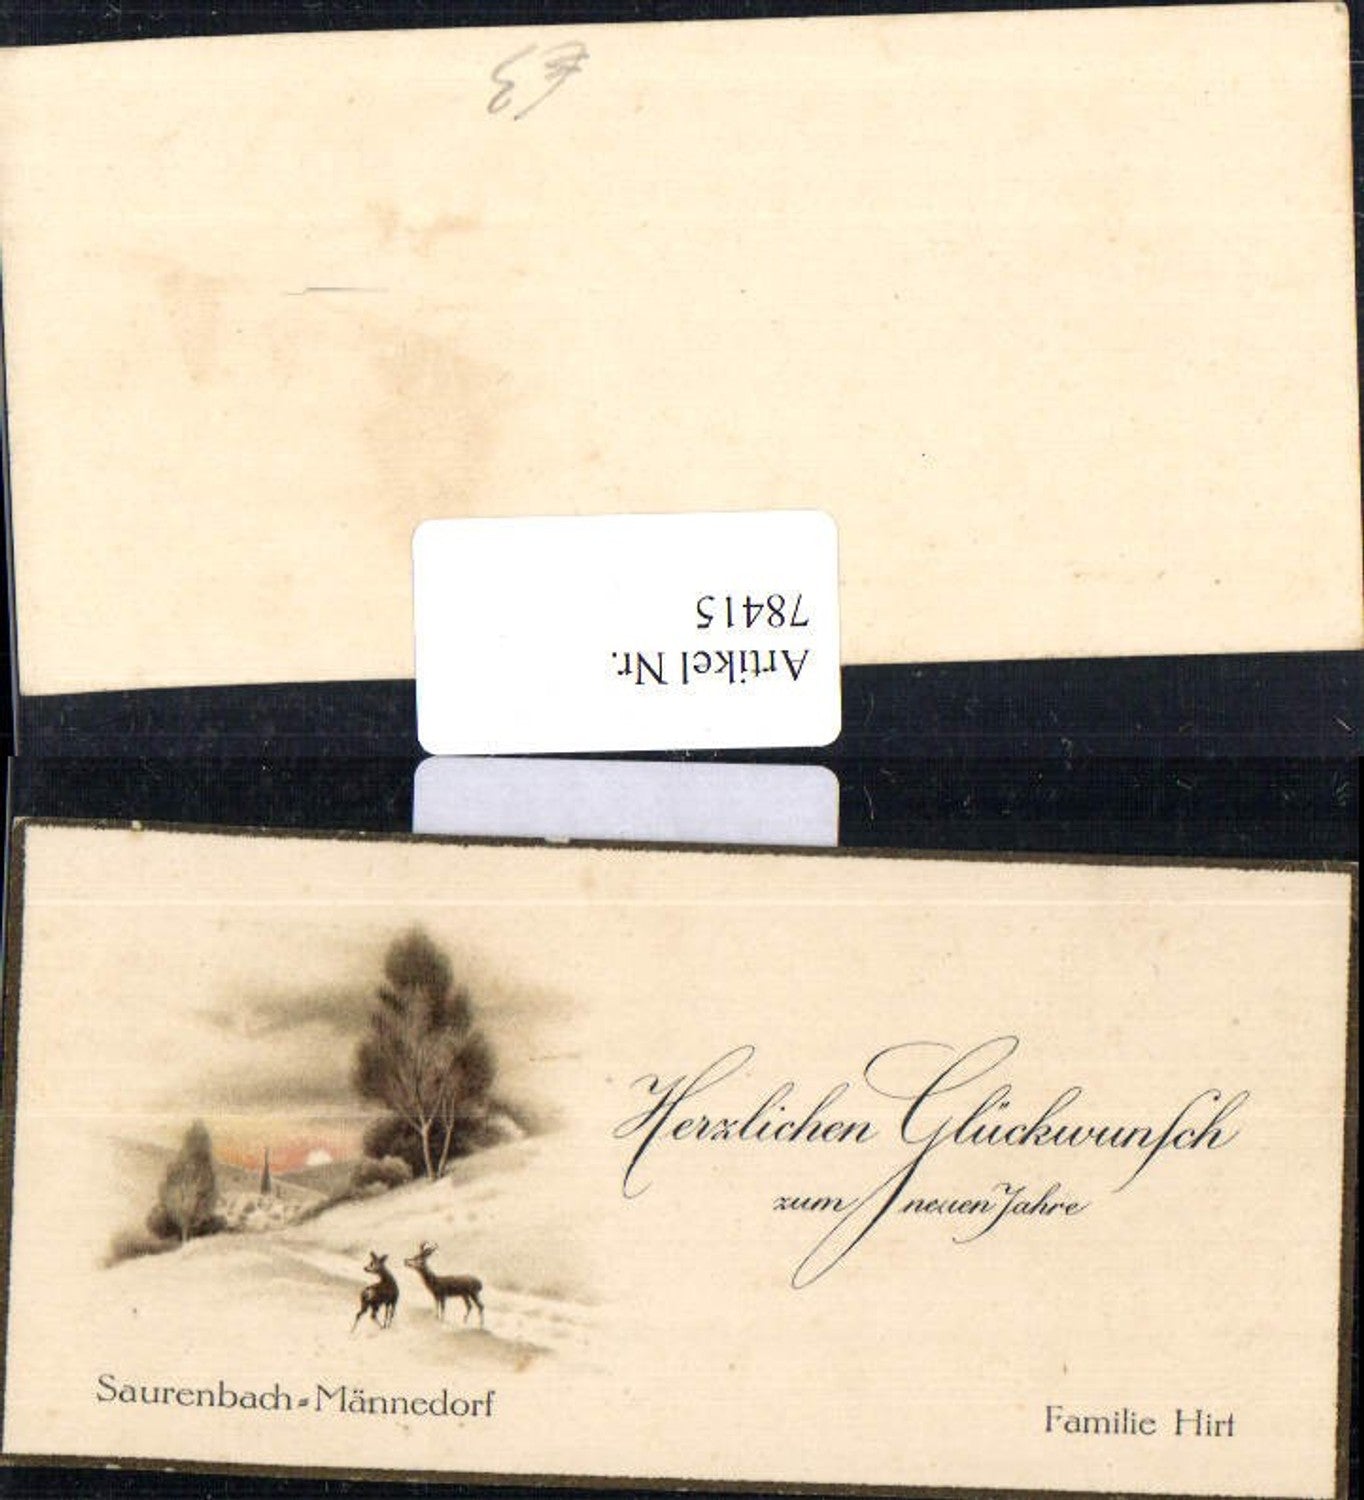 Artikel Nr.
78415
Herzlichen Glückwunſch
zum neuen Jahre
Saurenbach-Männedorf
Familie Hirt